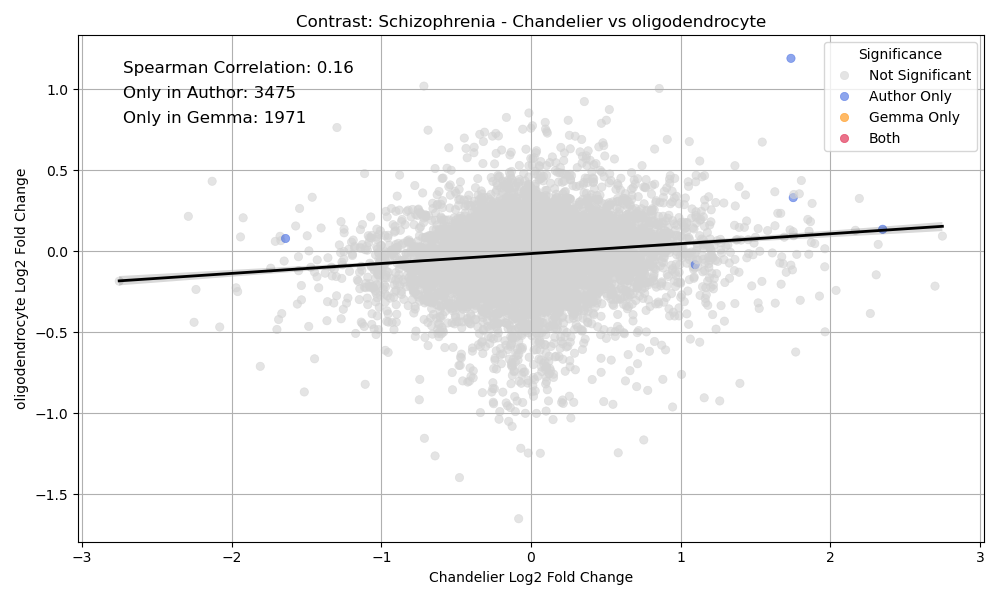 Contrast: Schizophrenia - Chandelier vs oligodendrocyte
Spearman Correlation: 0.16
Only in Author: 3475
Only in Gemma: 1971
Significance
Not Significant
Author Only
Gemma Only
Both
oligodendrocyte Log2 Fold Change
1.0
0.5
0.0
−0.5
−1.0
−1.5
−3 −2 −1 0 1 2 3
Chandelier Log2 Fold Change